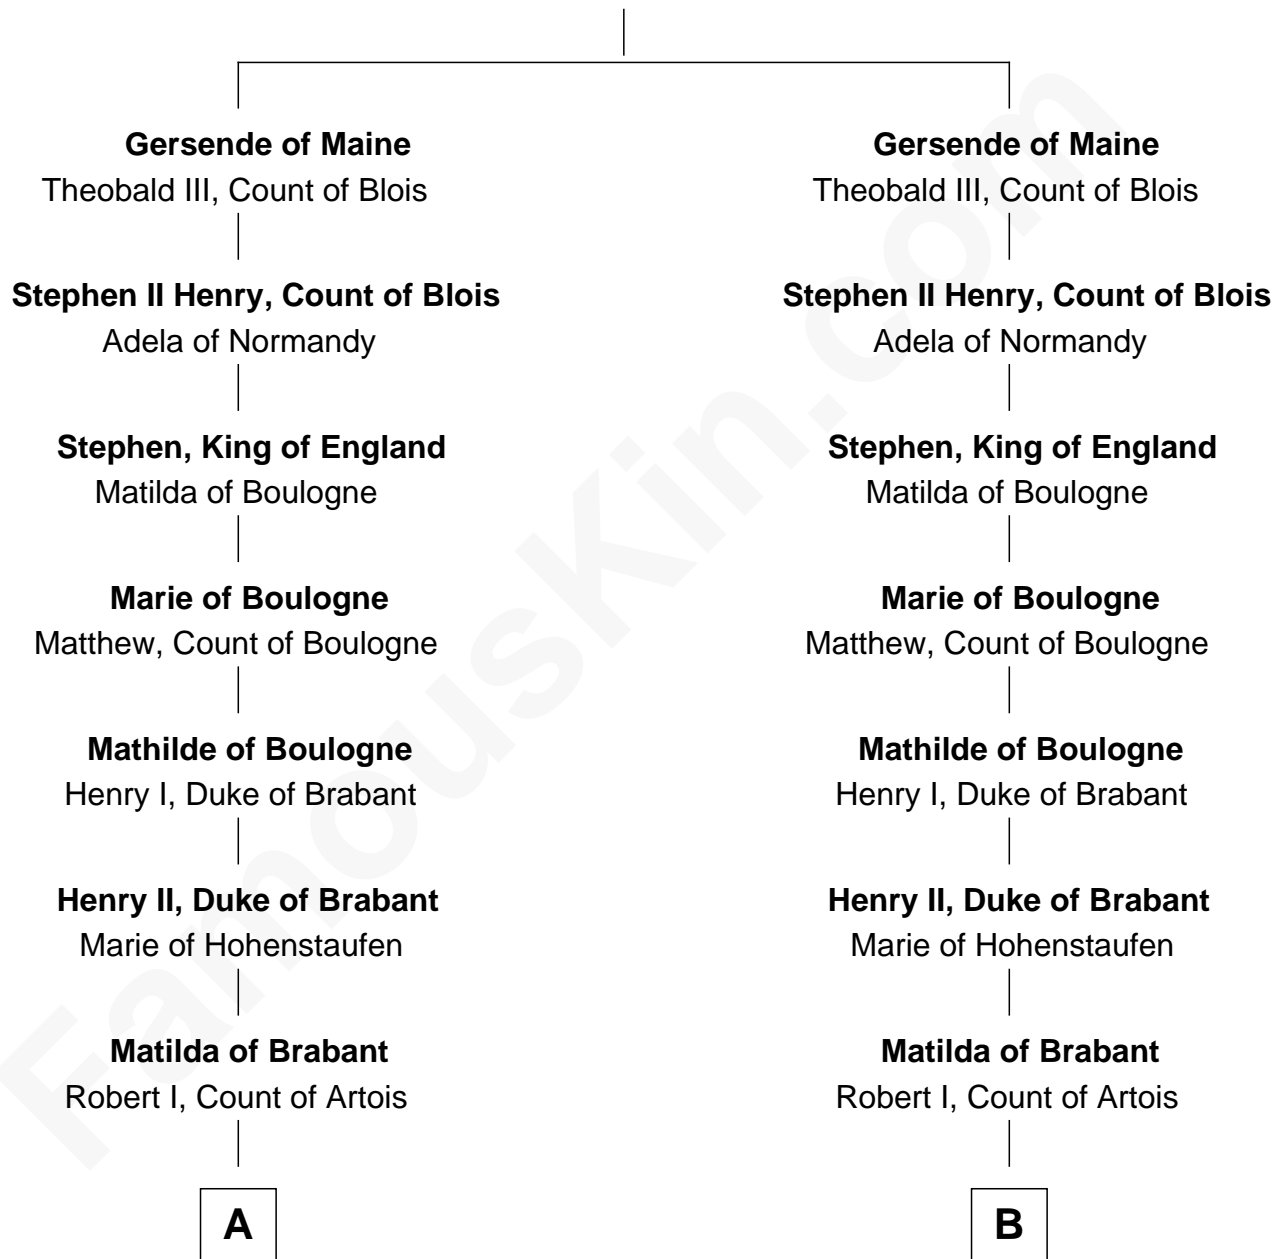 Gersende of Maine
Theobald III, Count of Blois
Stephen II Henry, Count of Blois
Adela of Normandy
Stephen, King of England
Matilda of Boulogne
Marie of Boulogne
Matthew, Count of Boulogne
Mathilde of Boulogne
Henry I, Duke of Brabant
Henry II, Duke of Brabant
Marie of Hohenstaufen
Matilda of Brabant
Robert I, Count of Artois
A
Gersende of Maine
Theobald III, Count of Blois
Stephen II Henry, Count of Blois
Adela of Normandy
Stephen, King of England
Matilda of Boulogne
Marie of Boulogne
Matthew, Count of Boulogne
Mathilde of Boulogne
Henry I, Duke of Brabant
Henry II, Duke of Brabant
Marie of Hohenstaufen
Matilda of Brabant
Robert I, Count of Artois
B
FamousKin.com